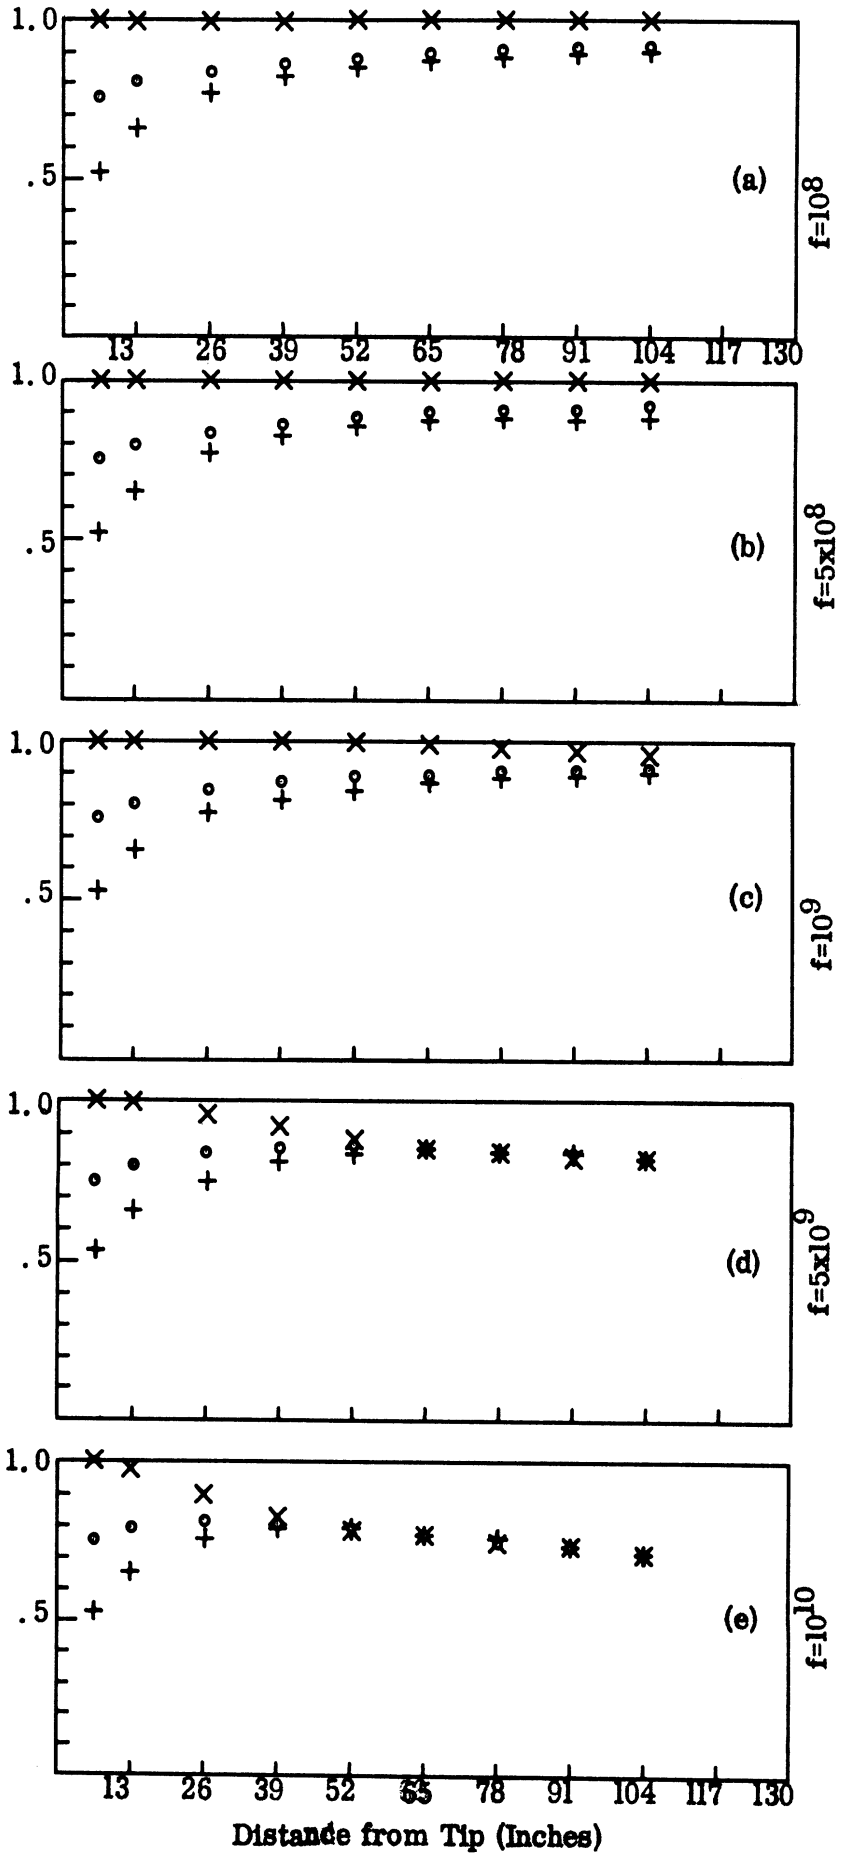 1.0
.5
(a)
f=10⁸
13 26 39 52 65 78 91 104 117 130
1.0
.5
(b)
f=5x10⁸
1.0
.5
(c)
f=10⁹
1.0
.5
(d)
f=5x10⁹
1.0
.5
(e)
f=10¹⁰
13 26 39 52 65 78 91 104 117 130
Distance from Tip (Inches)